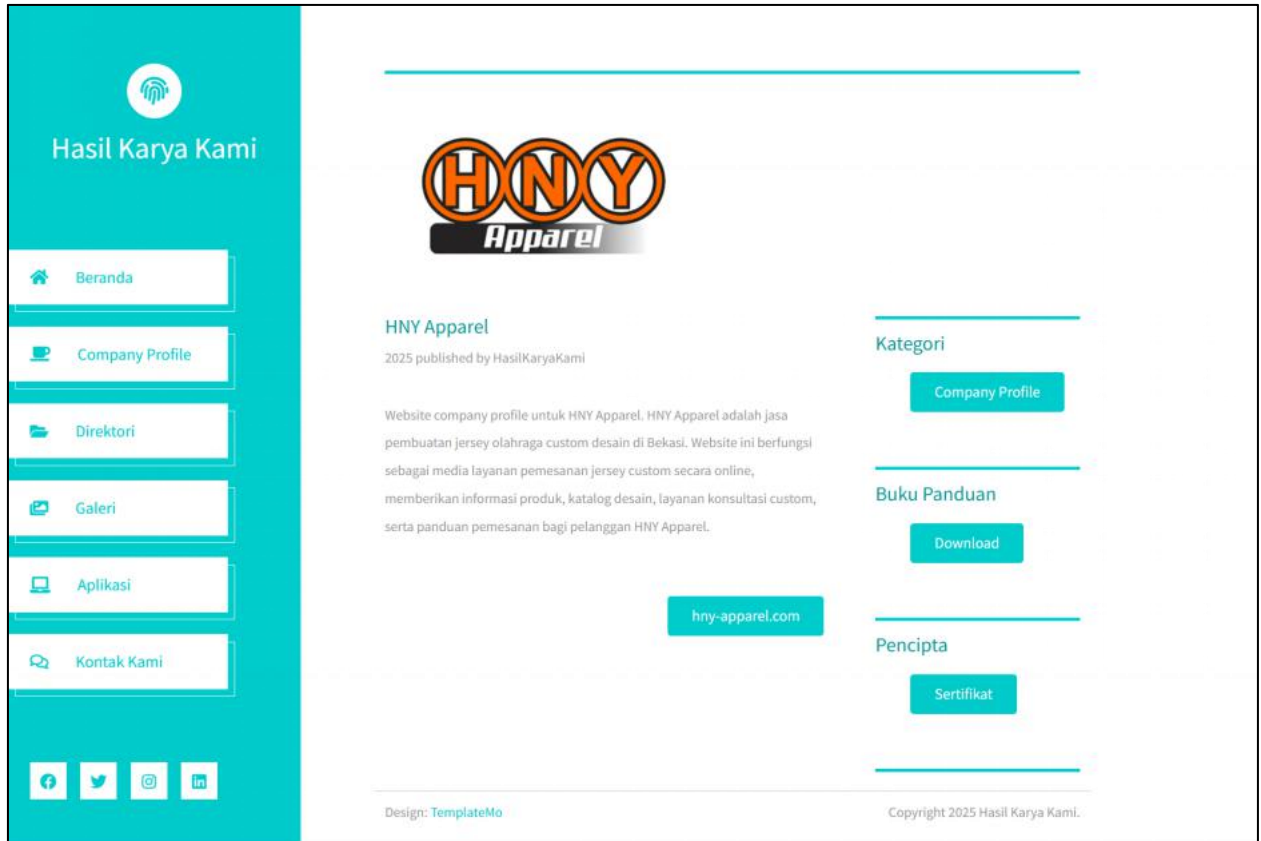 Hasil Karya Kami
Beranda
Company Profile
Direktori
Galeri
Aplikasi
Kontak Kami
HNY
Apparel
HNY Apparel
2025 published by HasilKaryaKami
Website company profile untuk HNY Apparel. HNY Apparel adalah jasa
pembuatan jersey olahraga custom desain di Bekasi. Website ini berfungsi
sebagai media layanan pemesanan jersey custom secara online,
memberikan informasi produk, katalog desain, layanan konsultasi custom,
serta panduan pemesanan bagi pelanggan HNY Apparel.
hny-apparel.com
Kategori
Company Profile
Buku Panduan
Download
Pencipta
Sertifikat
Design: TemplateMo
Copyright 2025 Hasil Karya Kami.